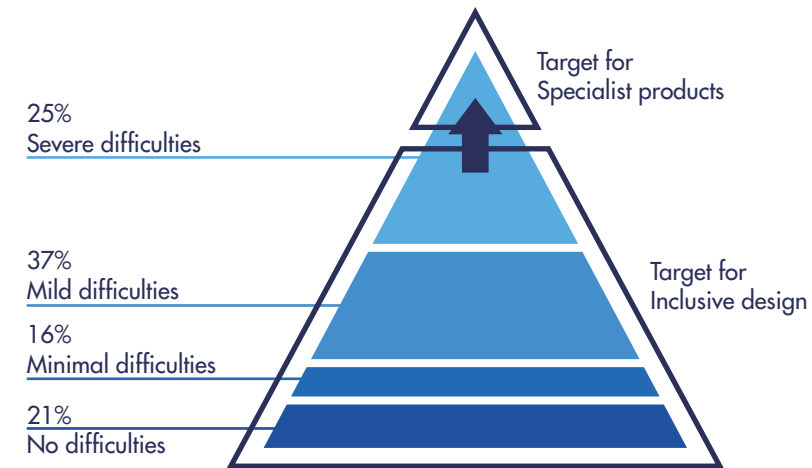 Target for
Specialist products
25%
Severe difficulties
37%
Mild difficulties
Target for
Inclusive design
16%
Minimal difficulties
21%
No difficulties